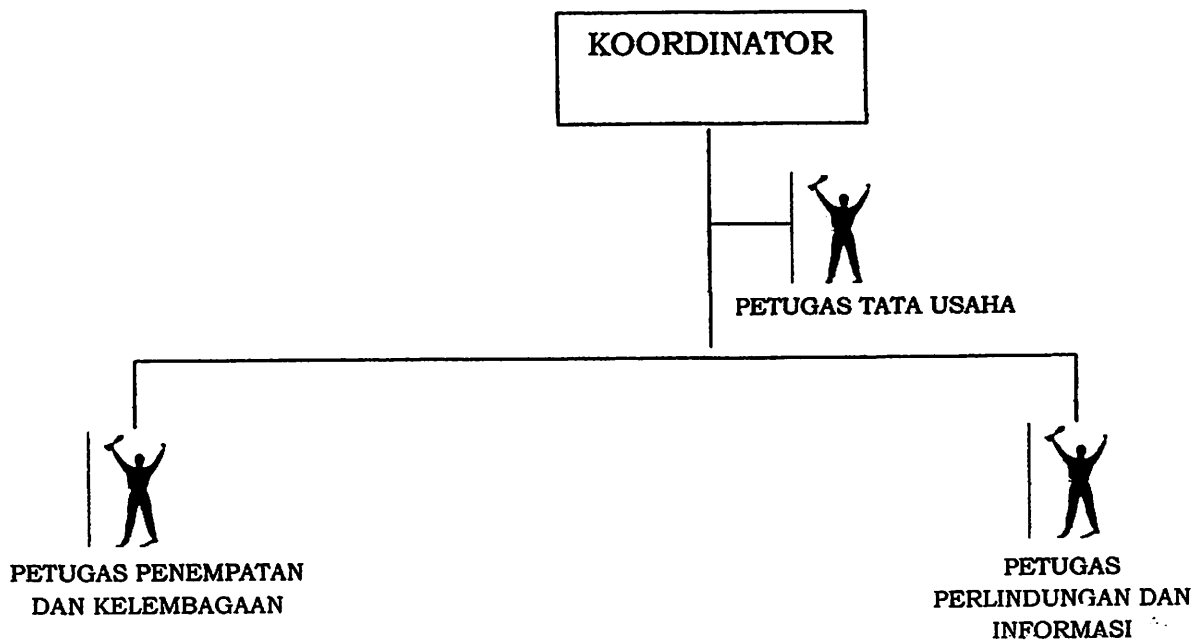 KOORDINATOR
PETUGAS TATA USAHA
PETUGAS PENEMPATAN
DAN KELEMBAGAAN
PETUGAS
PERLINDUNGAN DAN
INFORMASI